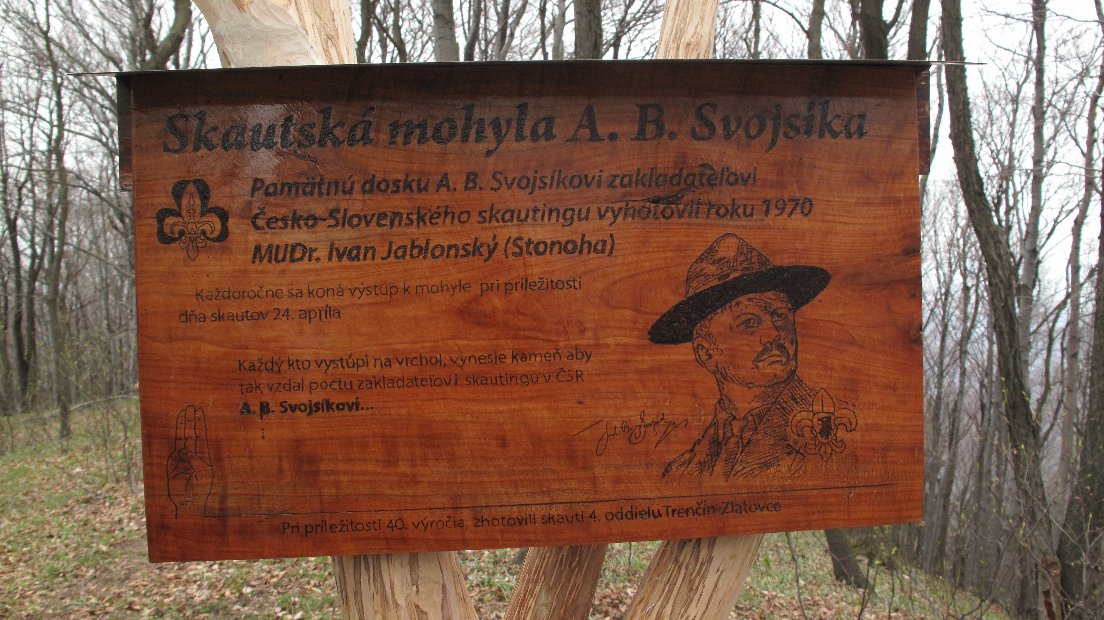 Skautská mohyla A. B. Svojsíka
Pamätnú dosku A. B. Svojsíkovi zakladateľovi
Česko-Slovenského skautingu vyhotovil roku 1970
MUDr. Ivan Jablonský (Stonoha)
Každoročne sa koná výstup k mohyle pri príležitosti
dňa skautov 24. apríla
Každý kto vystúpi na vrchol, vynesie kameň aby
tak vzdal poctu zakladateľovi skautingu v ČSR
A. B. Svojsíkovi...
Pri príležitosti 40. výročia, zhotovili skauti 4. oddielu Trenčín-Zlatovce